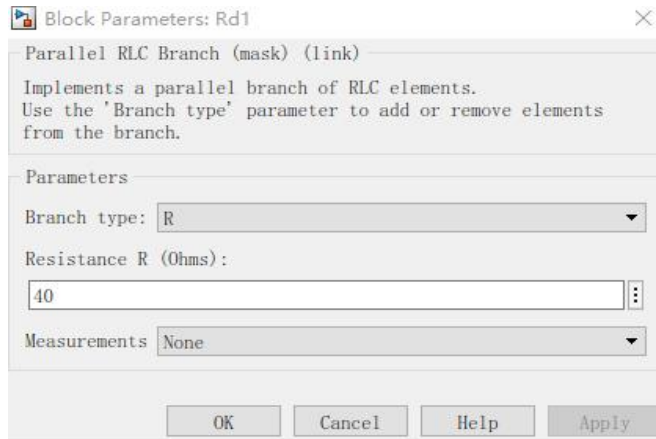 Block Parameters: Rd1
Parallel RLC Branch (mask) (link)
Implements a parallel branch of RLC elements.
Use the 'Branch type' parameter to add or remove elements
from the branch.
Parameters
Branch type: R
Resistance R (Ohms):
40
Measurements None
OK Cancel Help Apply